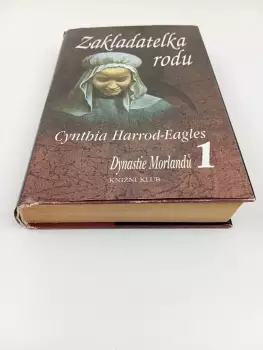 Zakladatelka
rodu
Cynthia Harrod-Eagles
Dynastie Morlandů 1
KNIŽNÍ KLUB